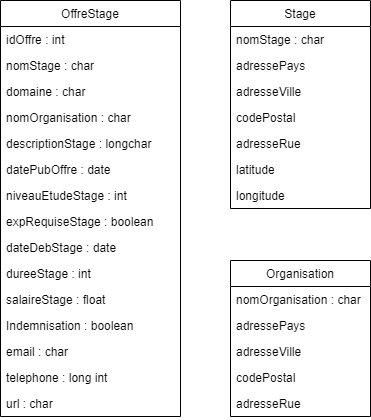 OffreStage
idOffre : int
nomStage : char
domaine : char
nomOrganisation : char
descriptionStage : longchar
datePubOffre : date
niveauEtudeStage : int
expRequiseStage : boolean
dateDebStage : date
dureeStage : int
salaireStage : float
Indemnisation : boolean
email : char
telephone : long int
url : char
Stage
nomStage : char
adressePays
adresseVille
codePostal
adresseRue
latitude
longitude
Organisation
nomOrganisation : char
adressePays
adresseVille
codePostal
adresseRue